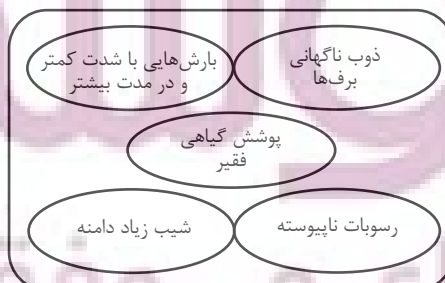 ذوب ناگهانی
برف‌ها
بارش‌هایی با شدت کمتر
و در مدت بیشتر
پوشش گیاهی
فقیر
رسوبات ناپیوسته
شیب زیاد دامنه